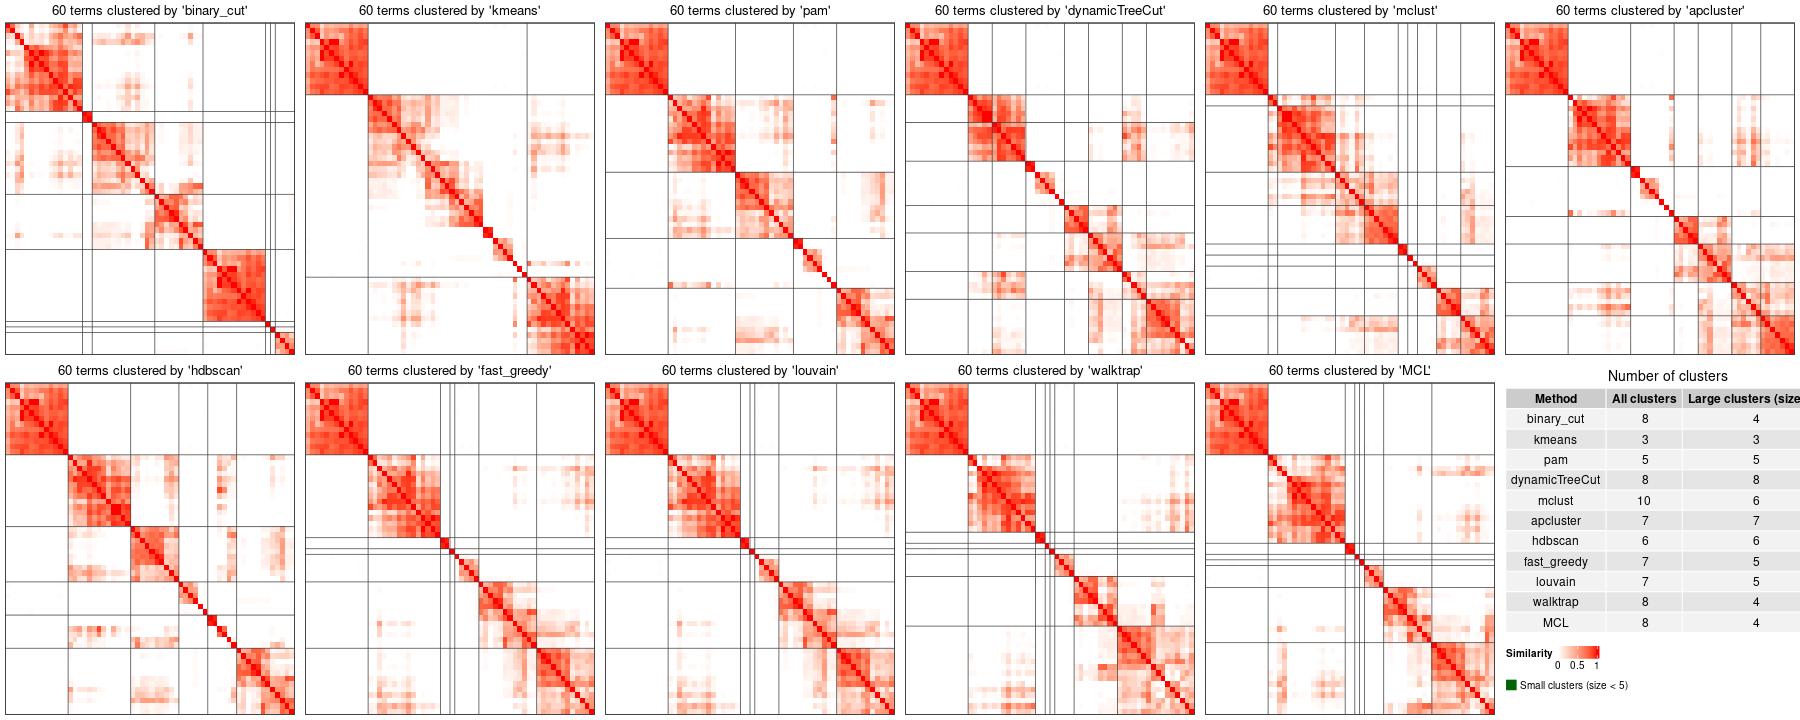 60 terms clustered by 'binary_cut'
60 terms clustered by 'kmeans'
60 terms clustered by 'pam'
60 terms clustered by 'dynamicTreeCut'
60 terms clustered by 'mclust'
60 terms clustered by 'apcluster'
60 terms clustered by 'hdbscan'
60 terms clustered by 'fast_greedy'
60 terms clustered by 'louvain'
60 terms clustered by 'walktrap'
60 terms clustered by 'MCL'
Number of clusters
Method All clusters Large clusters (size
binary_cut 8 4
kmeans 3 3
pam 5 5
dynamicTreeCut 8 8
mclust 10 6
apcluster 7 7
hdbscan 6 6
fast_greedy 7 5
louvain 7 5
walktrap 8 4
MCL 8 4
Similarity
0 0.5 1
Small clusters (size < 5)